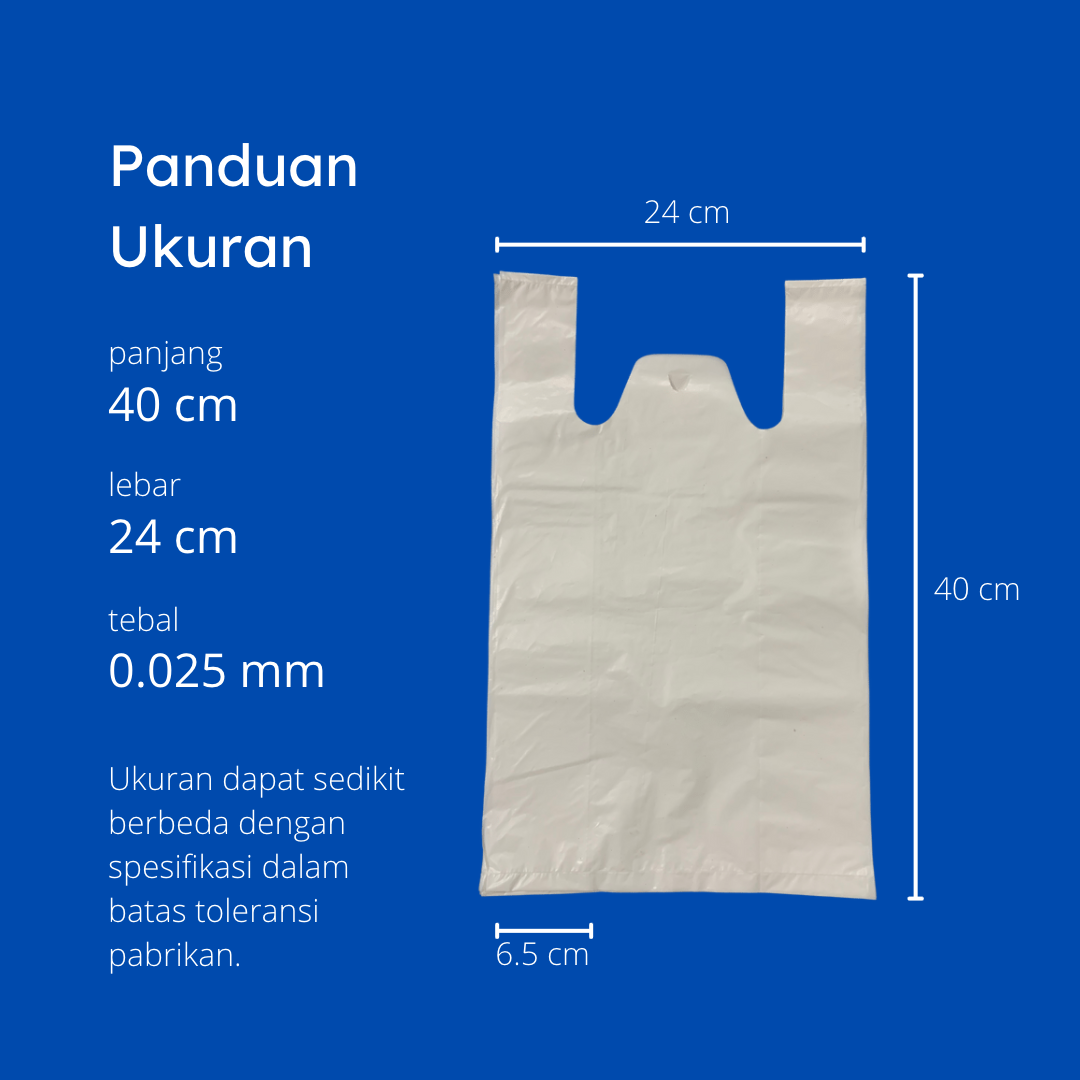 Panduan
Ukuran
panjang
40 cm
lebar
24 cm
tebal
0.025 mm
Ukuran dapat sedikit
berbeda dengan
spesifikasi dalam
batas toleransi
pabrikan.
24 cm
40 cm
6.5 cm